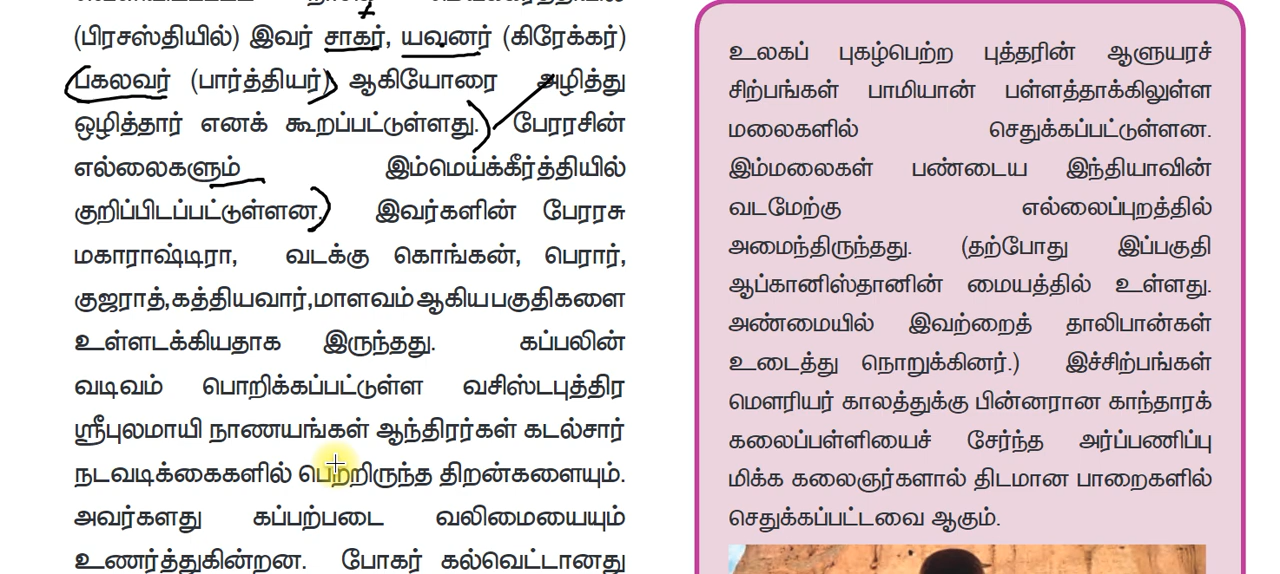 (பிரசஸ்தியில்) இவர் சாகர், யவனர் (கிரேக்கர்)
பகலவர் (பார்த்தியர்) ஆகியோரை அழித்து
ஒழித்தார் எனக் கூறப்பட்டுள்ளது. பேரரசின்
எல்லைகளும் இம்மெய்க்கீர்த்தியில்
குறிப்பிடப்பட்டுள்ளன. இவர்களின் பேரரசு
மகாராஷ்டிரா, வடக்கு கொங்கன், பெரார்,
குஜராத்,கத்தியவார்,மாளவம் ஆகிய பகுதிகளை
உள்ளடக்கியதாக இருந்தது. கப்பலின்
வடிவம் பொறிக்கப்பட்டுள்ள வசிஸ்டபுத்திர
ஸ்ரீபுலமாயி நாணயங்கள் ஆந்திரர்கள் கடல்சார்
நடவடிக்கைகளில் பெற்றிருந்த திறன்களையும்.
அவர்களது கப்பற்படை வலிமையையும்
உணர்த்துகின்றன. போகர் கல்வெட்டானது
உலகப் புகழ்பெற்ற புத்தரின் ஆளுயரச்
சிற்பங்கள் பாமியான் பள்ளத்தாக்கிலுள்ள
மலைகளில் செதுக்கப்பட்டுள்ளன.
இம்மலைகள் பண்டைய இந்தியாவின்
வடமேற்கு எல்லைப்புறத்தில்
அமைந்திருந்தது. (தற்போது இப்பகுதி
ஆப்கானிஸ்தானின் மையத்தில் உள்ளது.
அண்மையில் இவற்றைத் தாலிபான்கள்
உடைத்து நொறுக்கினர்.) இச்சிற்பங்கள்
மௌரியர் காலத்துக்கு பின்னரான காந்தாரக்
கலைப்பள்ளியைச் சேர்ந்த அர்ப்பணிப்பு
மிக்க கலைஞர்களால் திடமான பாறைகளில்
செதுக்கப்பட்டவை ஆகும்.